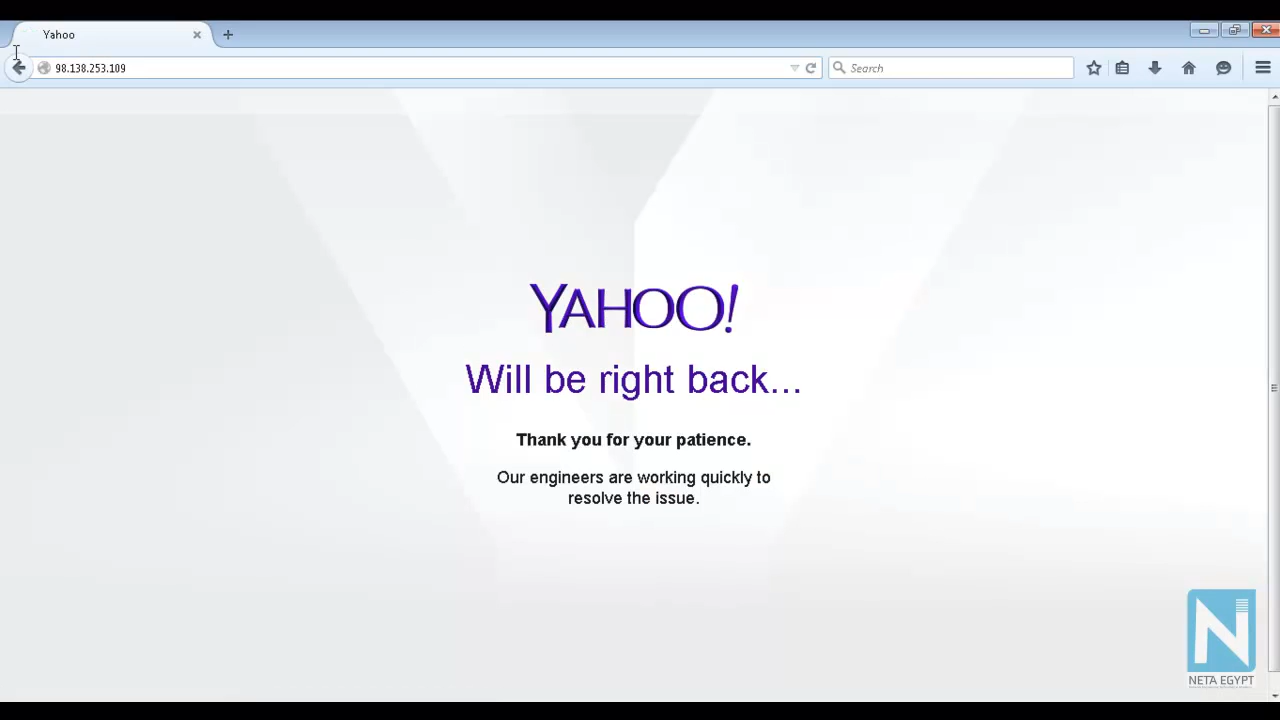 Yahoo
98.138.253.109
Search
YAHOO!
Will be right back...
Thank you for your patience.
Our engineers are working quickly to
resolve the issue.
N
NETA EGYPT